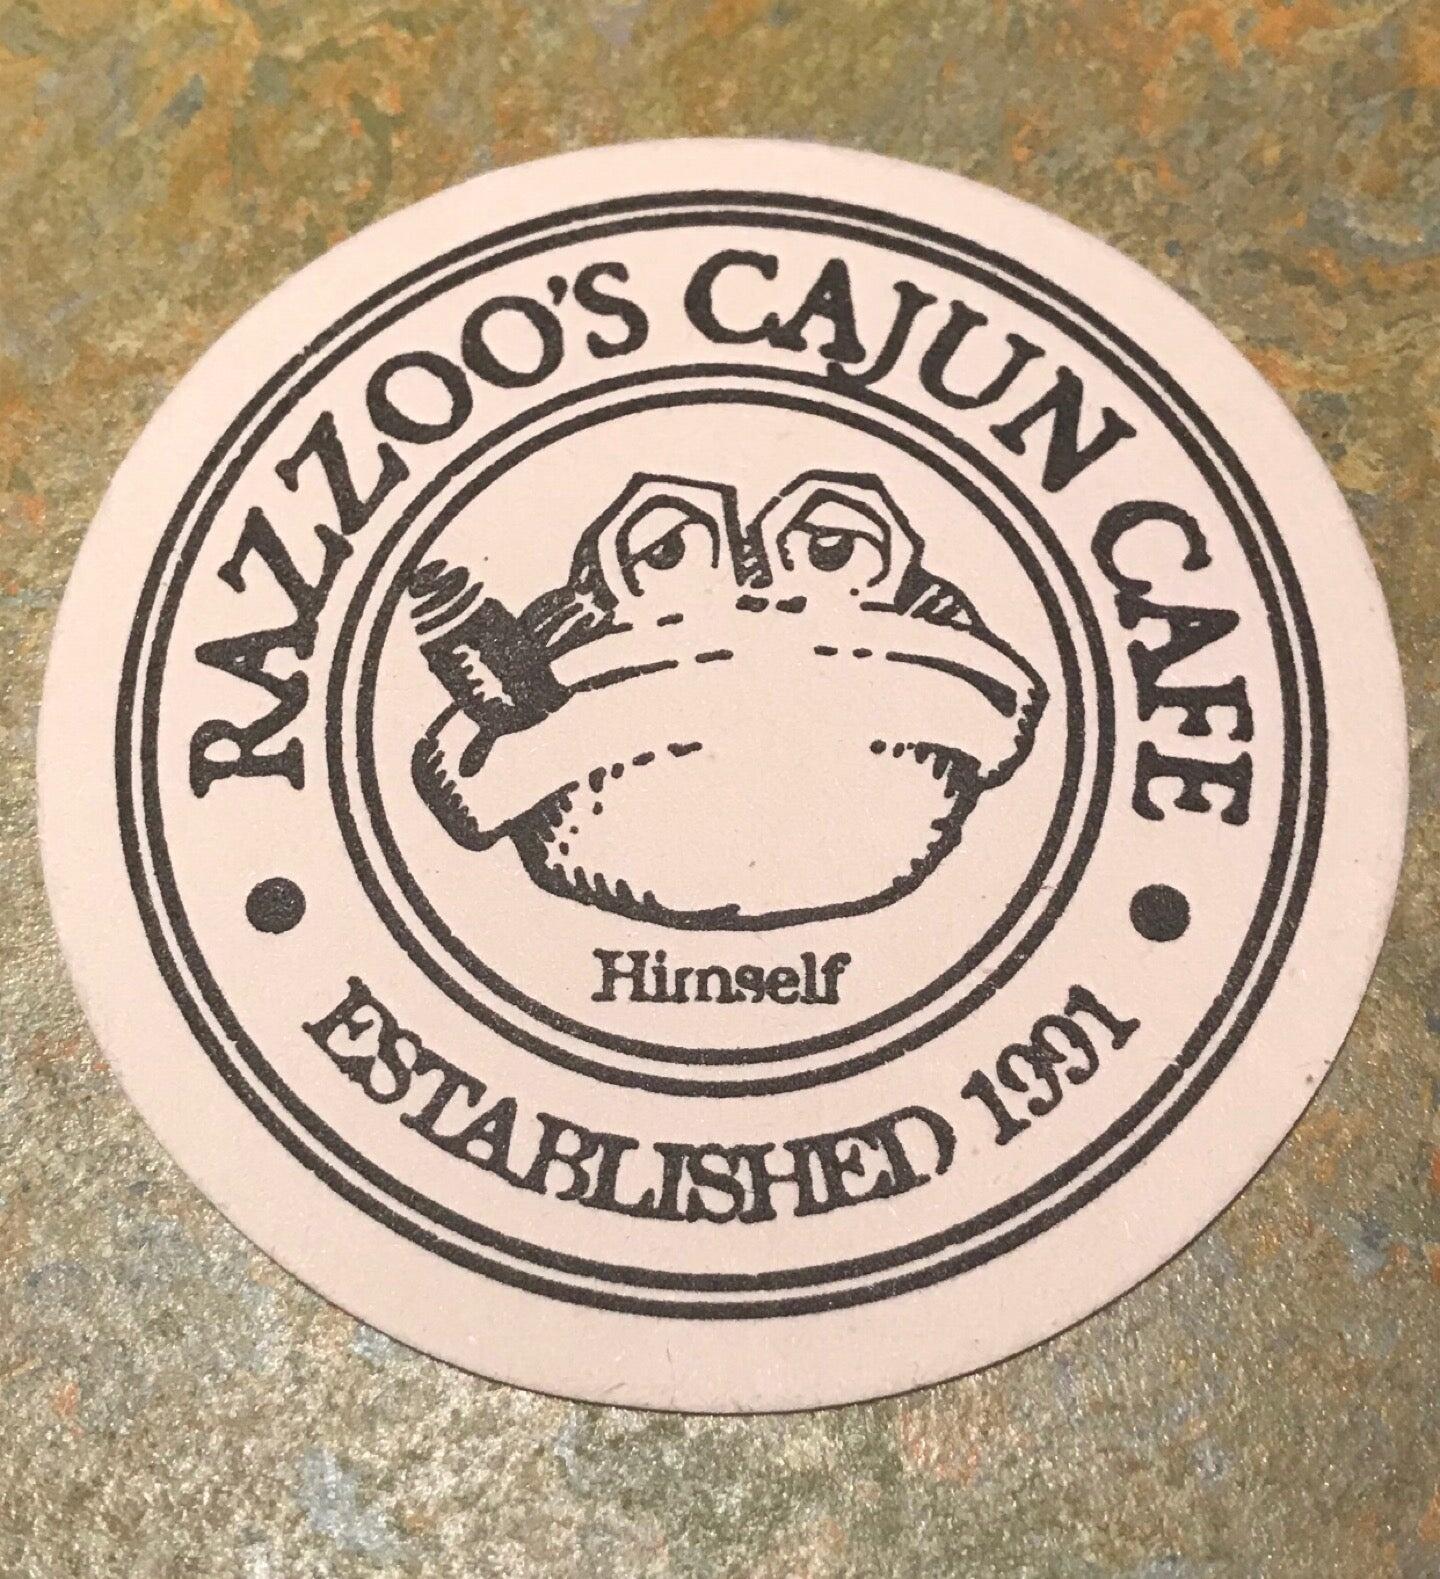 RAZZOO'S CAJUN CAFE
Himself
ESTABLISHED 1991